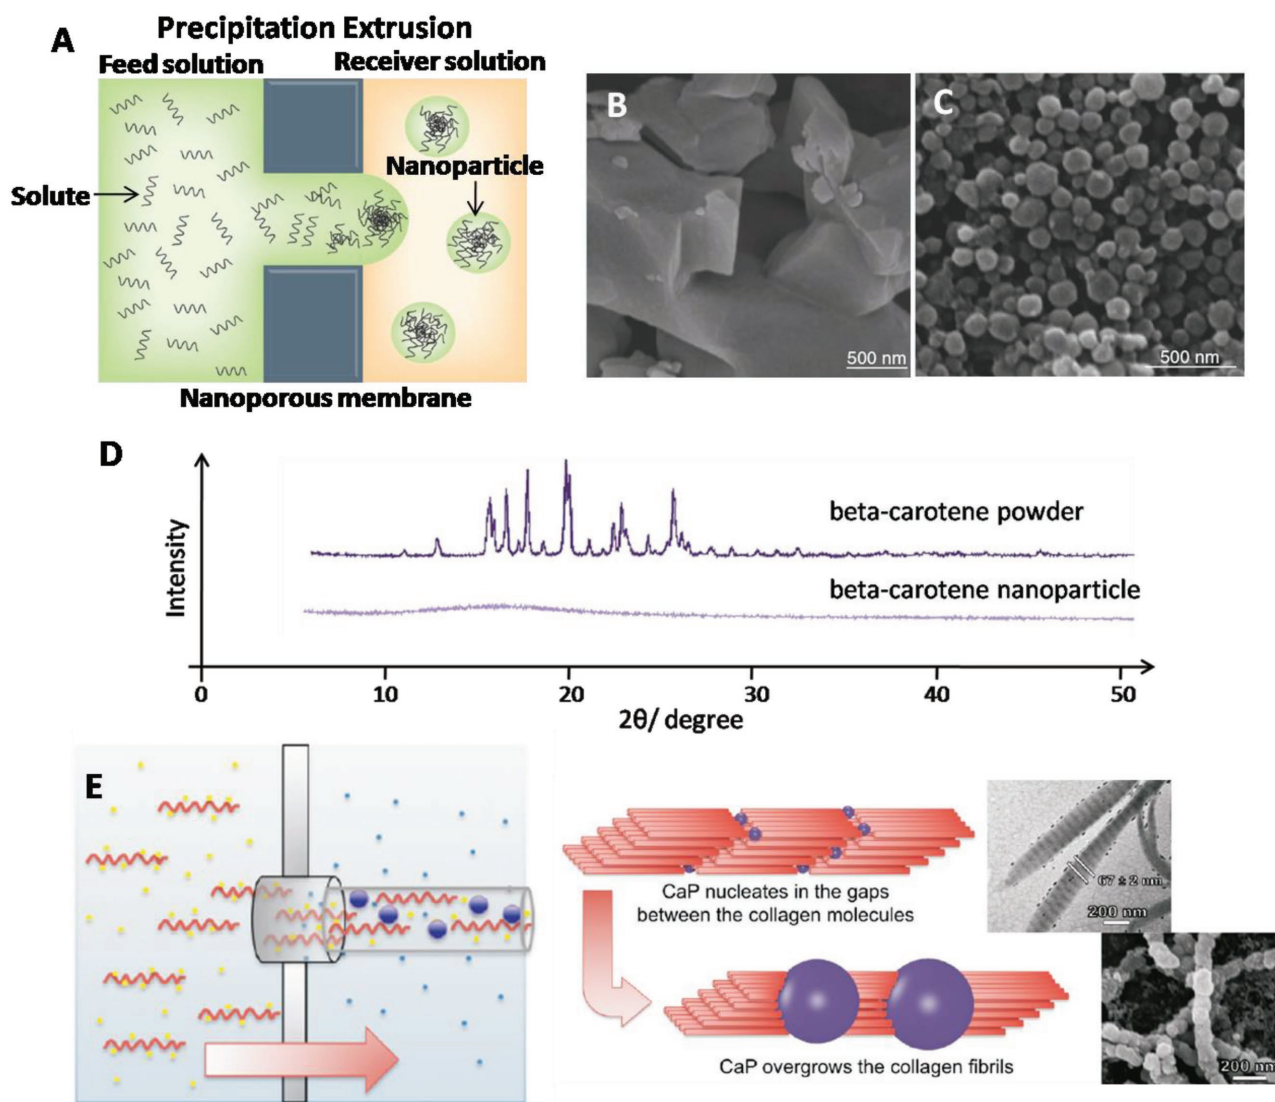 A
Precipitation Extrusion
Feed solution
Receiver solution
Solute
Nanoparticle
Nanoporous membrane
B
500 nm
C
500 nm
D
Intensity
beta-carotene powder
beta-carotene nanoparticle
0 10 20 30 40 50
2θ/ degree
E
CaP nucleates in the gaps
between the collagen molecules
CaP overgrows the collagen fibrils
67 ± 2 nm
200 nm
200 nm